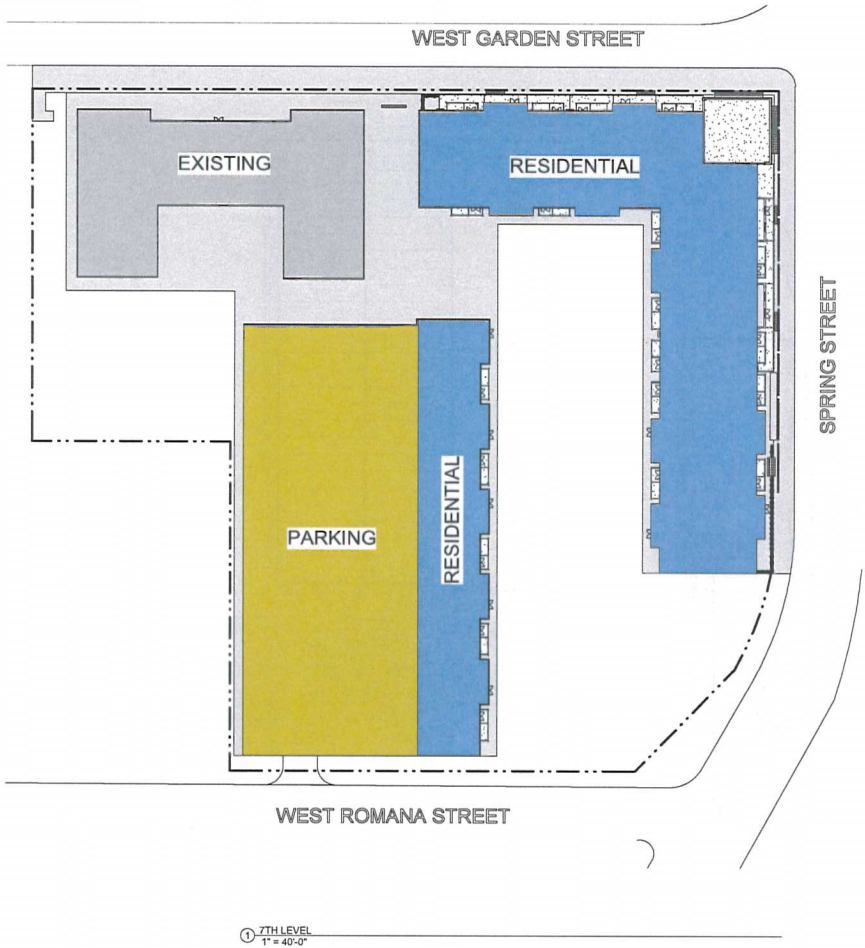 WEST GARDEN STREET
EXISTING
RESIDENTIAL
SPRING STREET
PARKING
RESIDENTIAL
WEST ROMANA STREET
1 7TH LEVEL
1" = 40'-0"